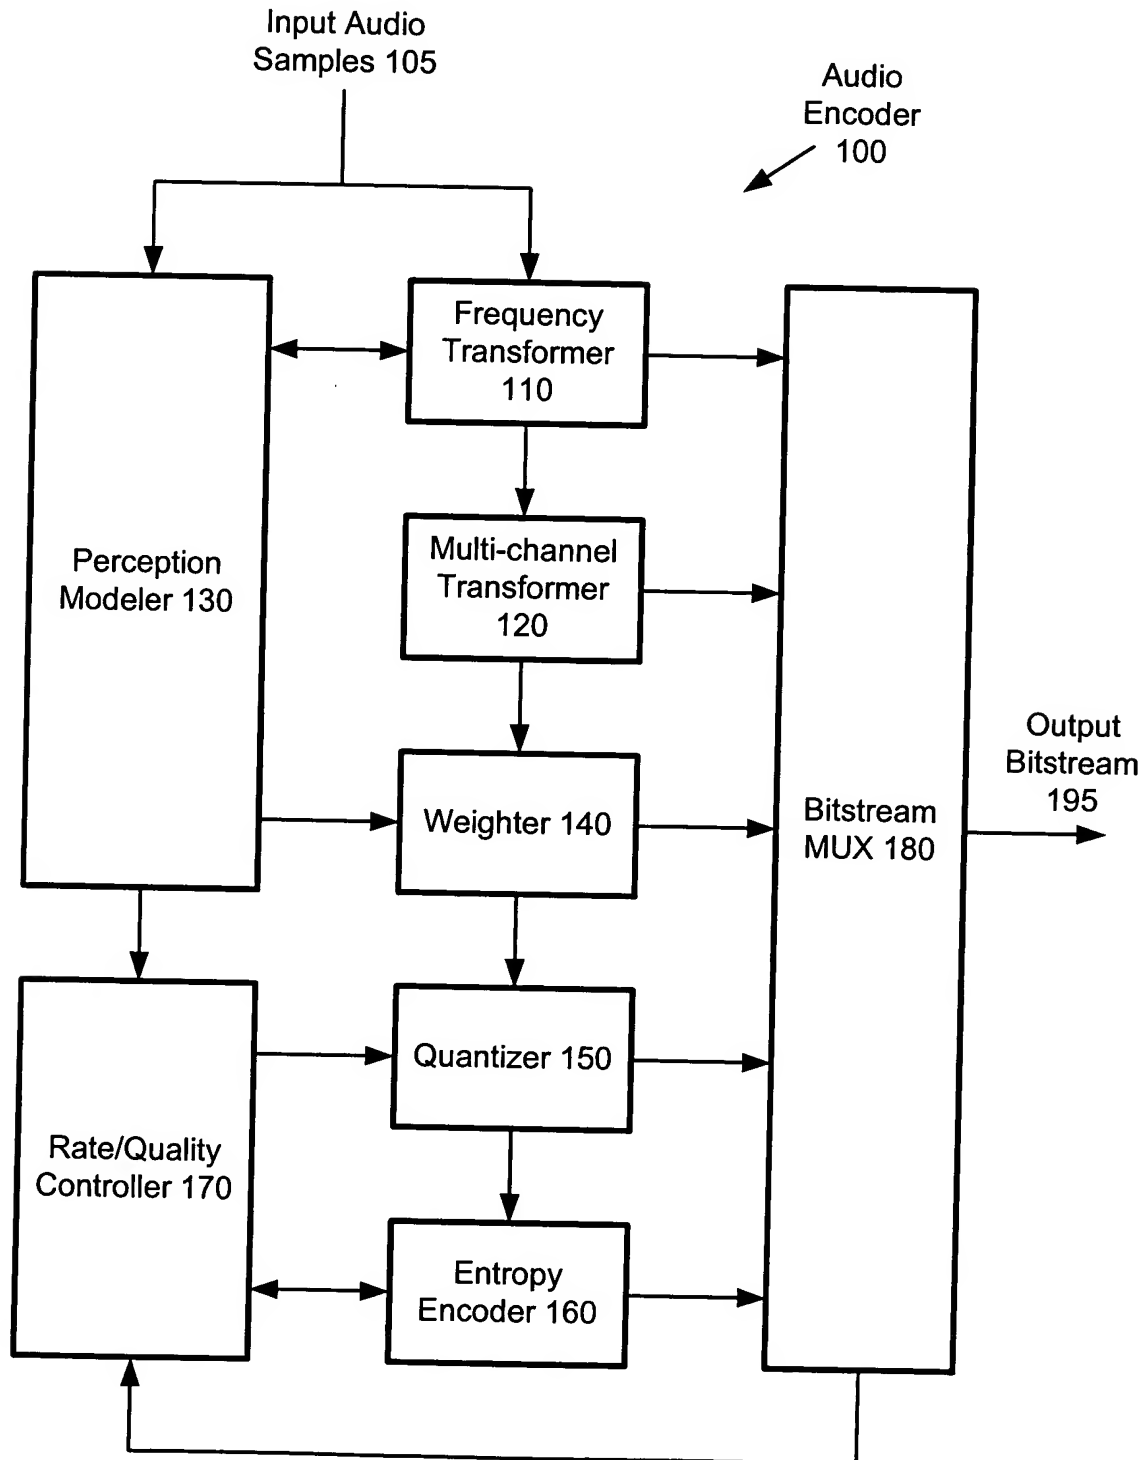 Input Audio
Samples 105
Audio
Encoder
100
Frequency
Transformer
110
Multi-channel
Transformer
120
Perception
Modeler 130
Output
Bitstream
195
Weighter 140
Bitstream
MUX 180
Quantizer 150
Rate/Quality
Controller 170
Entropy
Encoder 160